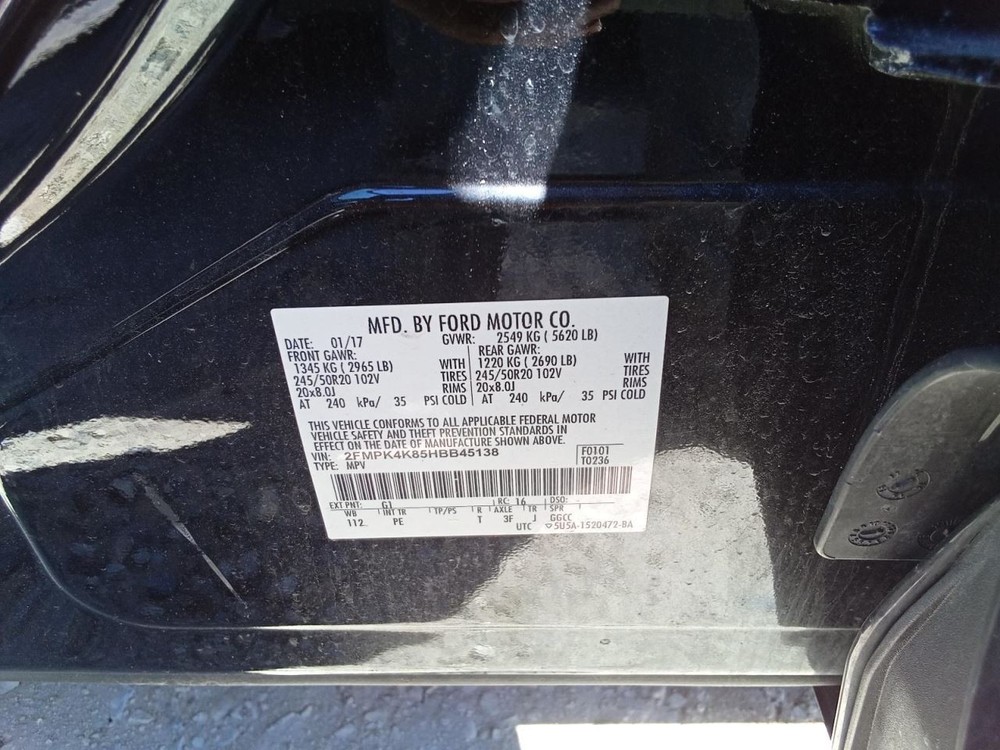 MFD. BY FORD MOTOR CO.
DATE: 01/17 GVWR: 2549 KG ( 5620 LB)
FRONT GAWR: REAR GAWR:
1345 KG ( 2965 LB) WITH 1220 KG ( 2690 LB) WITH
245/50R20 102V TIRES 245/50R20 102V TIRES
20x8.0J RIMS 20x8.0J RIMS
AT 240 kPa/ 35 PSI COLD AT 240 kPa/ 35 PSI COLD
THIS VEHICLE CONFORMS TO ALL APPLICABLE FEDERAL MOTOR
VEHICLE SAFETY AND THEFT PREVENTION STANDARDS IN
EFFECT ON THE DATE OF MANUFACTURE SHOWN ABOVE.
VIN: 2FMPK4K85HBB45138 F0101
TYPE: MPV T0236
EXT PNT: G1 RC: 16 DSO:
WB INT TR TP/PS R AXLE TR SPR
112. PE T 3F J GGCC
UTC 5U5A-1520472-BA